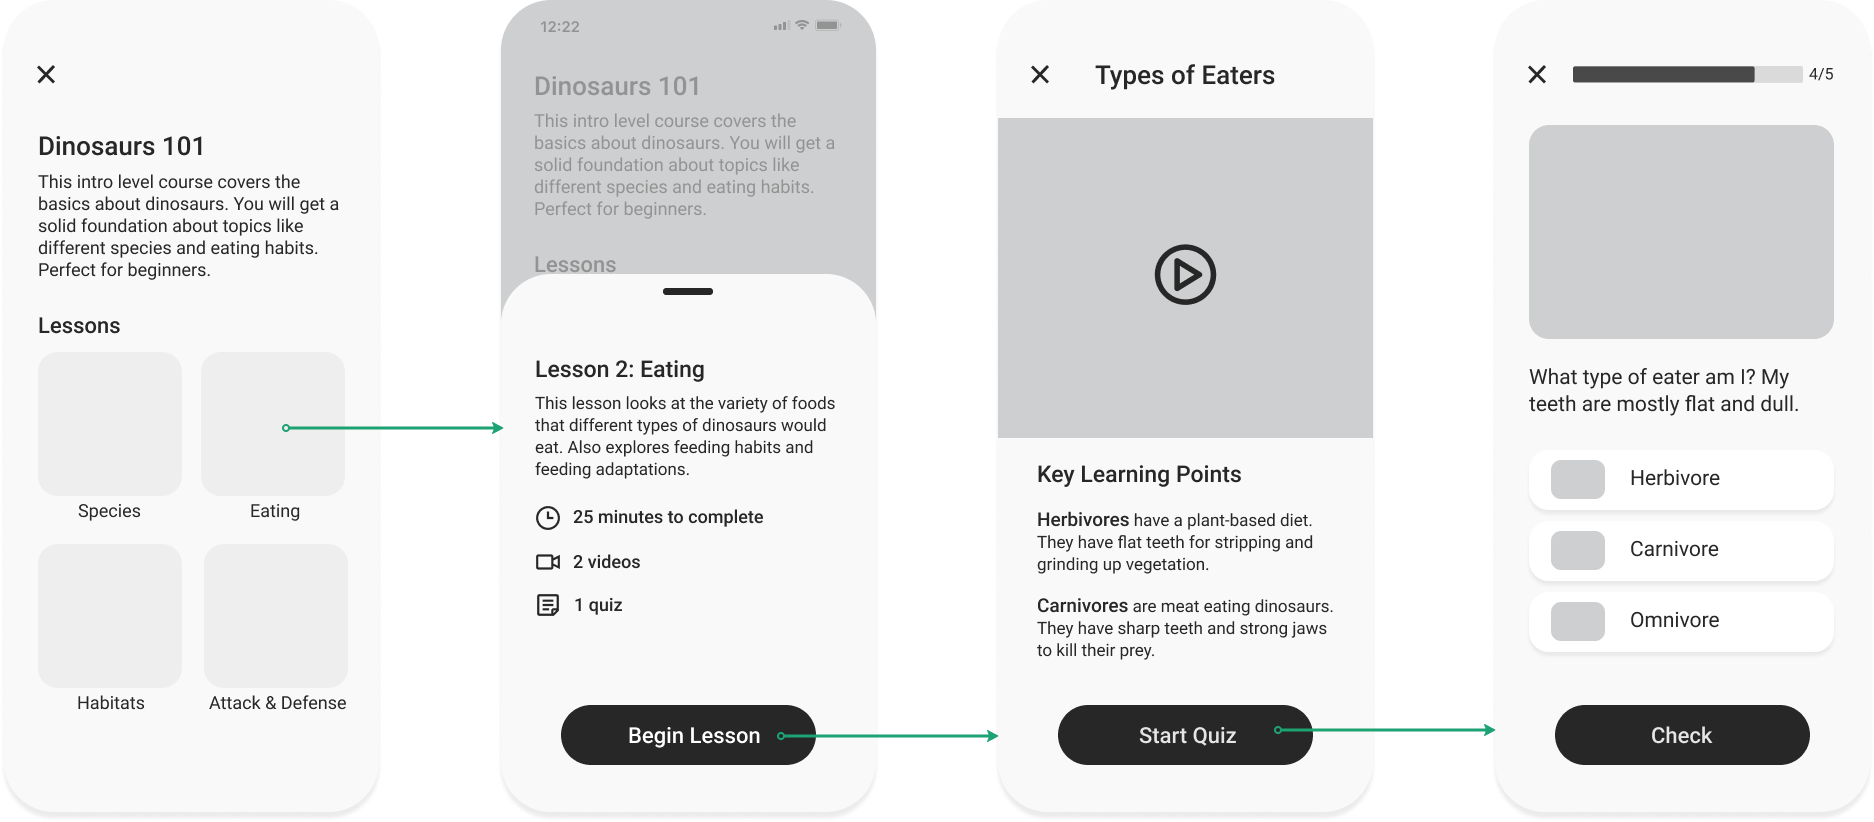 Dinosaurs 101
This intro level course covers the
basics about dinosaurs. You will get a
solid foundation about topics like
different species and eating habits.
Perfect for beginners.
Lessons
Species
Eating
Habitats
Attack & Defense
12:22
Dinosaurs 101
This intro level course covers the
basics about dinosaurs. You will get a
solid foundation about topics like
different species and eating habits.
Perfect for beginners.
Lessons
Lesson 2: Eating
This lesson looks at the variety of foods
that different types of dinosaurs would
eat. Also explores feeding habits and
feeding adaptations.
25 minutes to complete
2 videos
1 quiz
Begin Lesson
Types of Eaters
Key Learning Points
Herbivores have a plant-based diet.
They have flat teeth for stripping and
grinding up vegetation.
Carnivores are meat eating dinosaurs.
They have sharp teeth and strong jaws
to kill their prey.
Start Quiz
4/5
What type of eater am I? My
teeth are mostly flat and dull.
Herbivore
Carnivore
Omnivore
Check